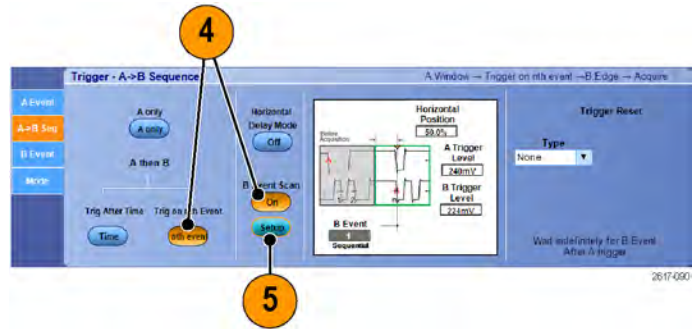 4
Trigger - A->B Sequence
A Window → Trigger on nth event → B Edge → Acquire
A Event
A->B Seq
B Event
Mode
A only
A only
A then B
Trig After Time
Trig on nth Event
Time
nth event
Horizontal
Delay Mode
Off
B Event Scan
On
Setup
Before
Acquisition
A
B
Horizontal
Position
50.0%
A Trigger
Level
240mV
B Trigger
Level
224mV
B Event
1
Sequential
Trigger Reset
Type
None
Wait indefinitely for B Event
After A trigger
2617-090
5